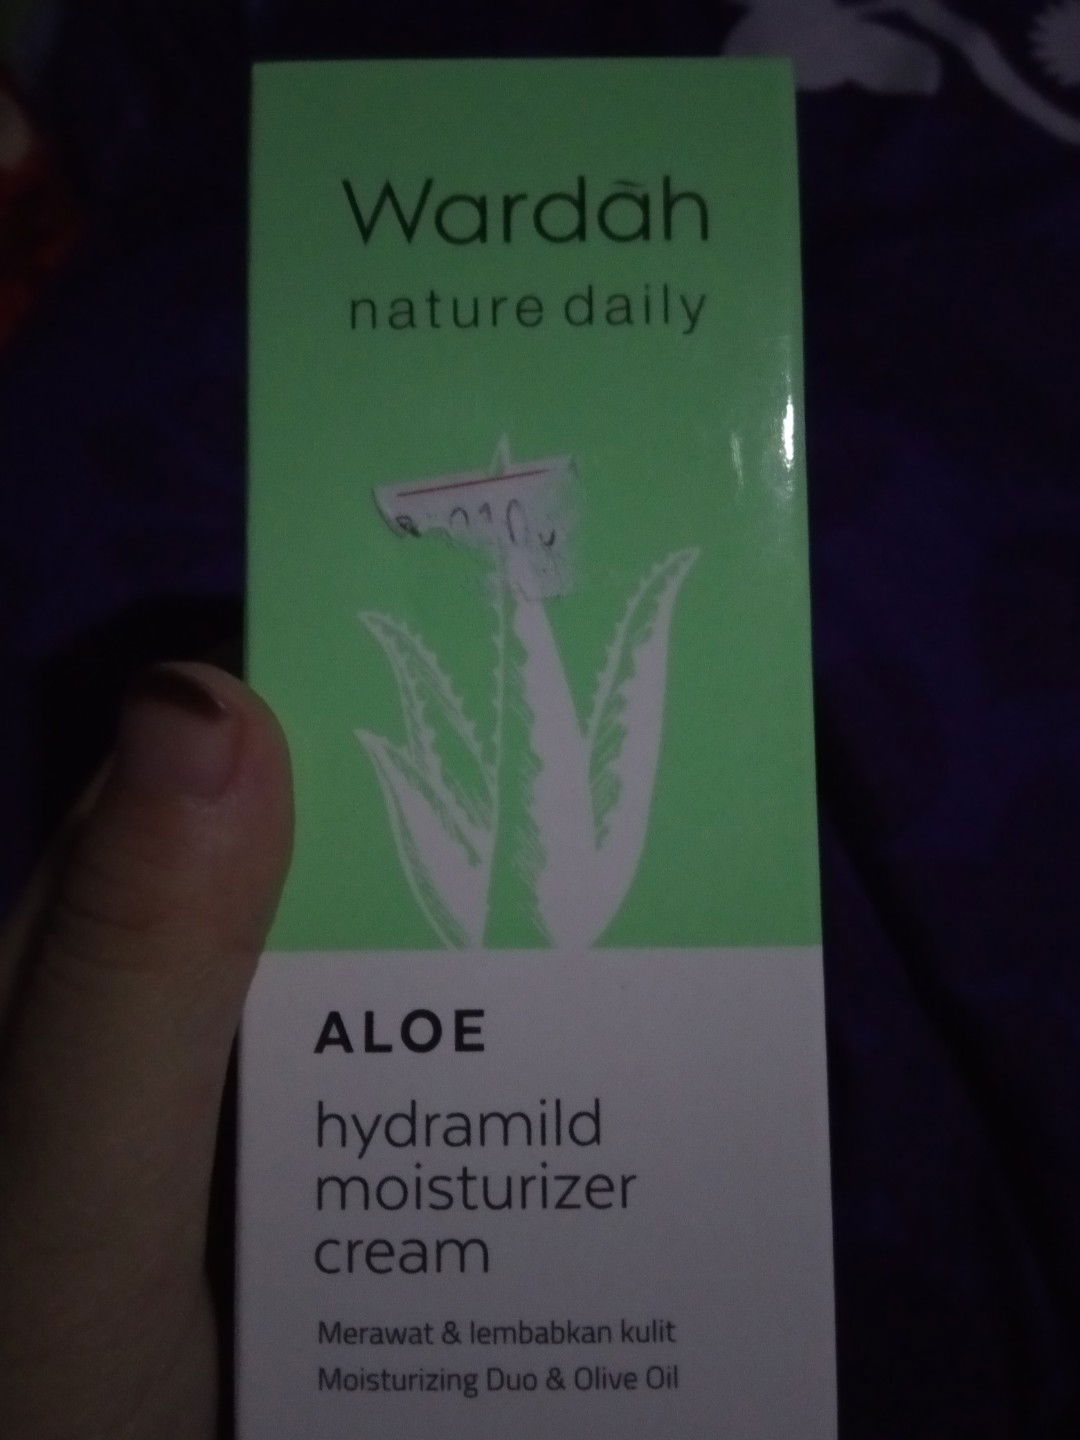 Wardah
nature daily
ALOE
hydramild
moisturizer
cream
Merawat & lembabkan kulit
Moisturizing Duo & Olive Oil